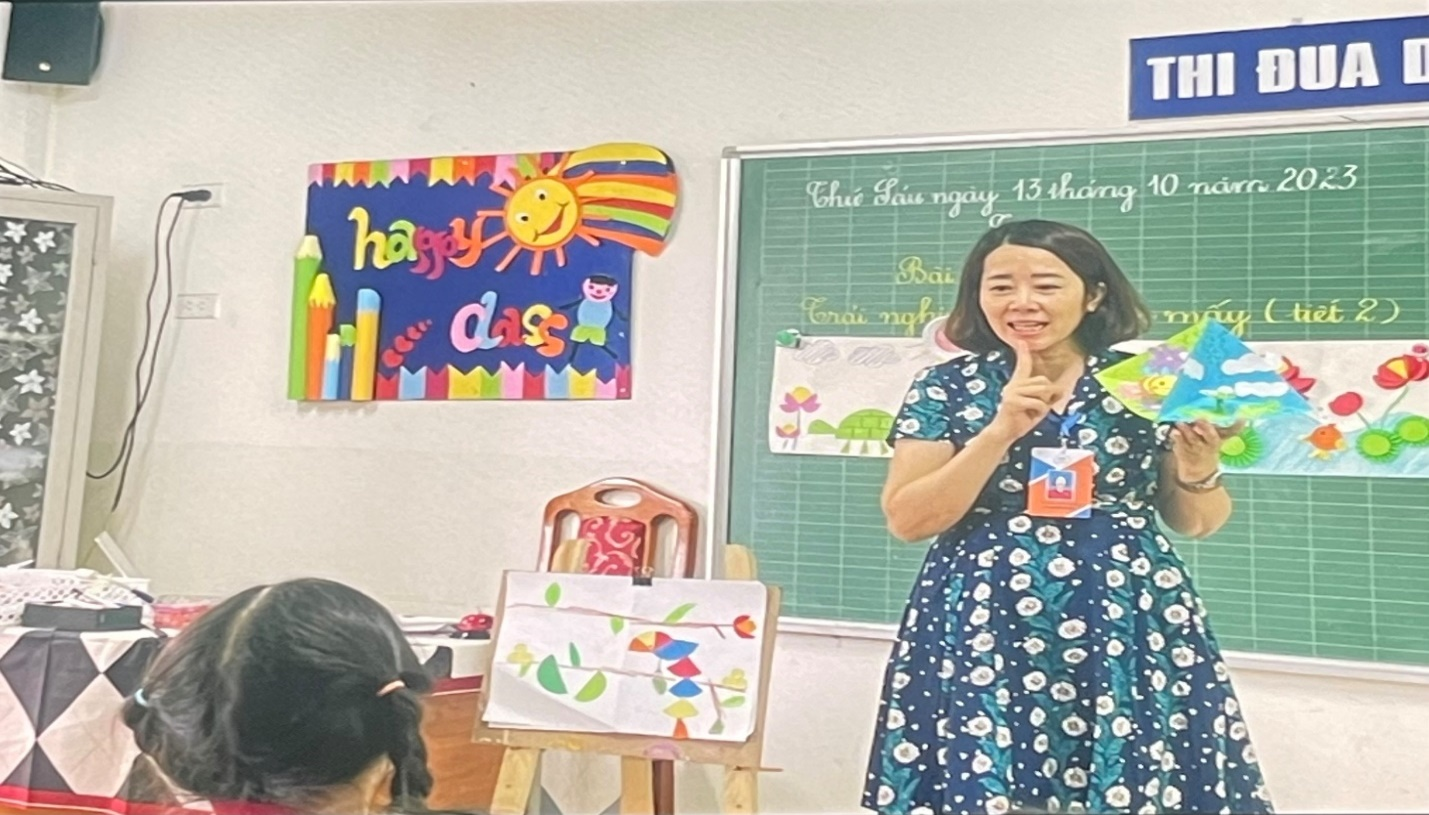 THI ĐUA D
happy
class
Thứ Sáu ngày 13 tháng 10 năm 2023
Bài
Trải nghi mấy ( tiết 2 )